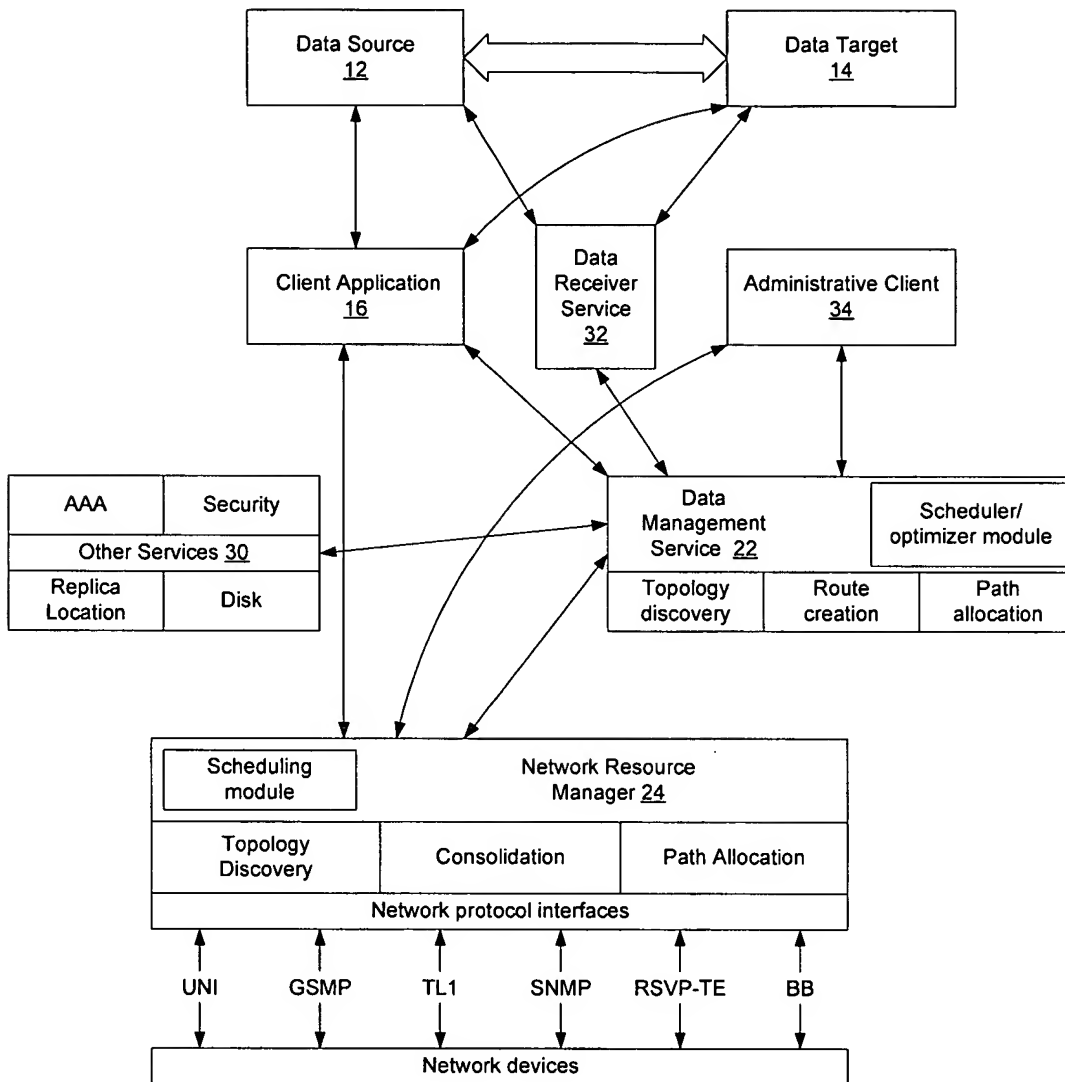 Data Source
12
Data Target
14
Client Application
16
Data
Receiver
Service
32
Administrative Client
34
AAA
Security
Other Services 30
Replica
Location
Disk
Data
Management
Service 22
Scheduler/
optimizer module
Topology
discovery
Route
creation
Path
allocation
Scheduling
module
Network Resource
Manager 24
Topology
Discovery
Consolidation
Path Allocation
Network protocol interfaces
UNI
GSMP
TL1
SNMP
RSVP-TE
BB
Network devices